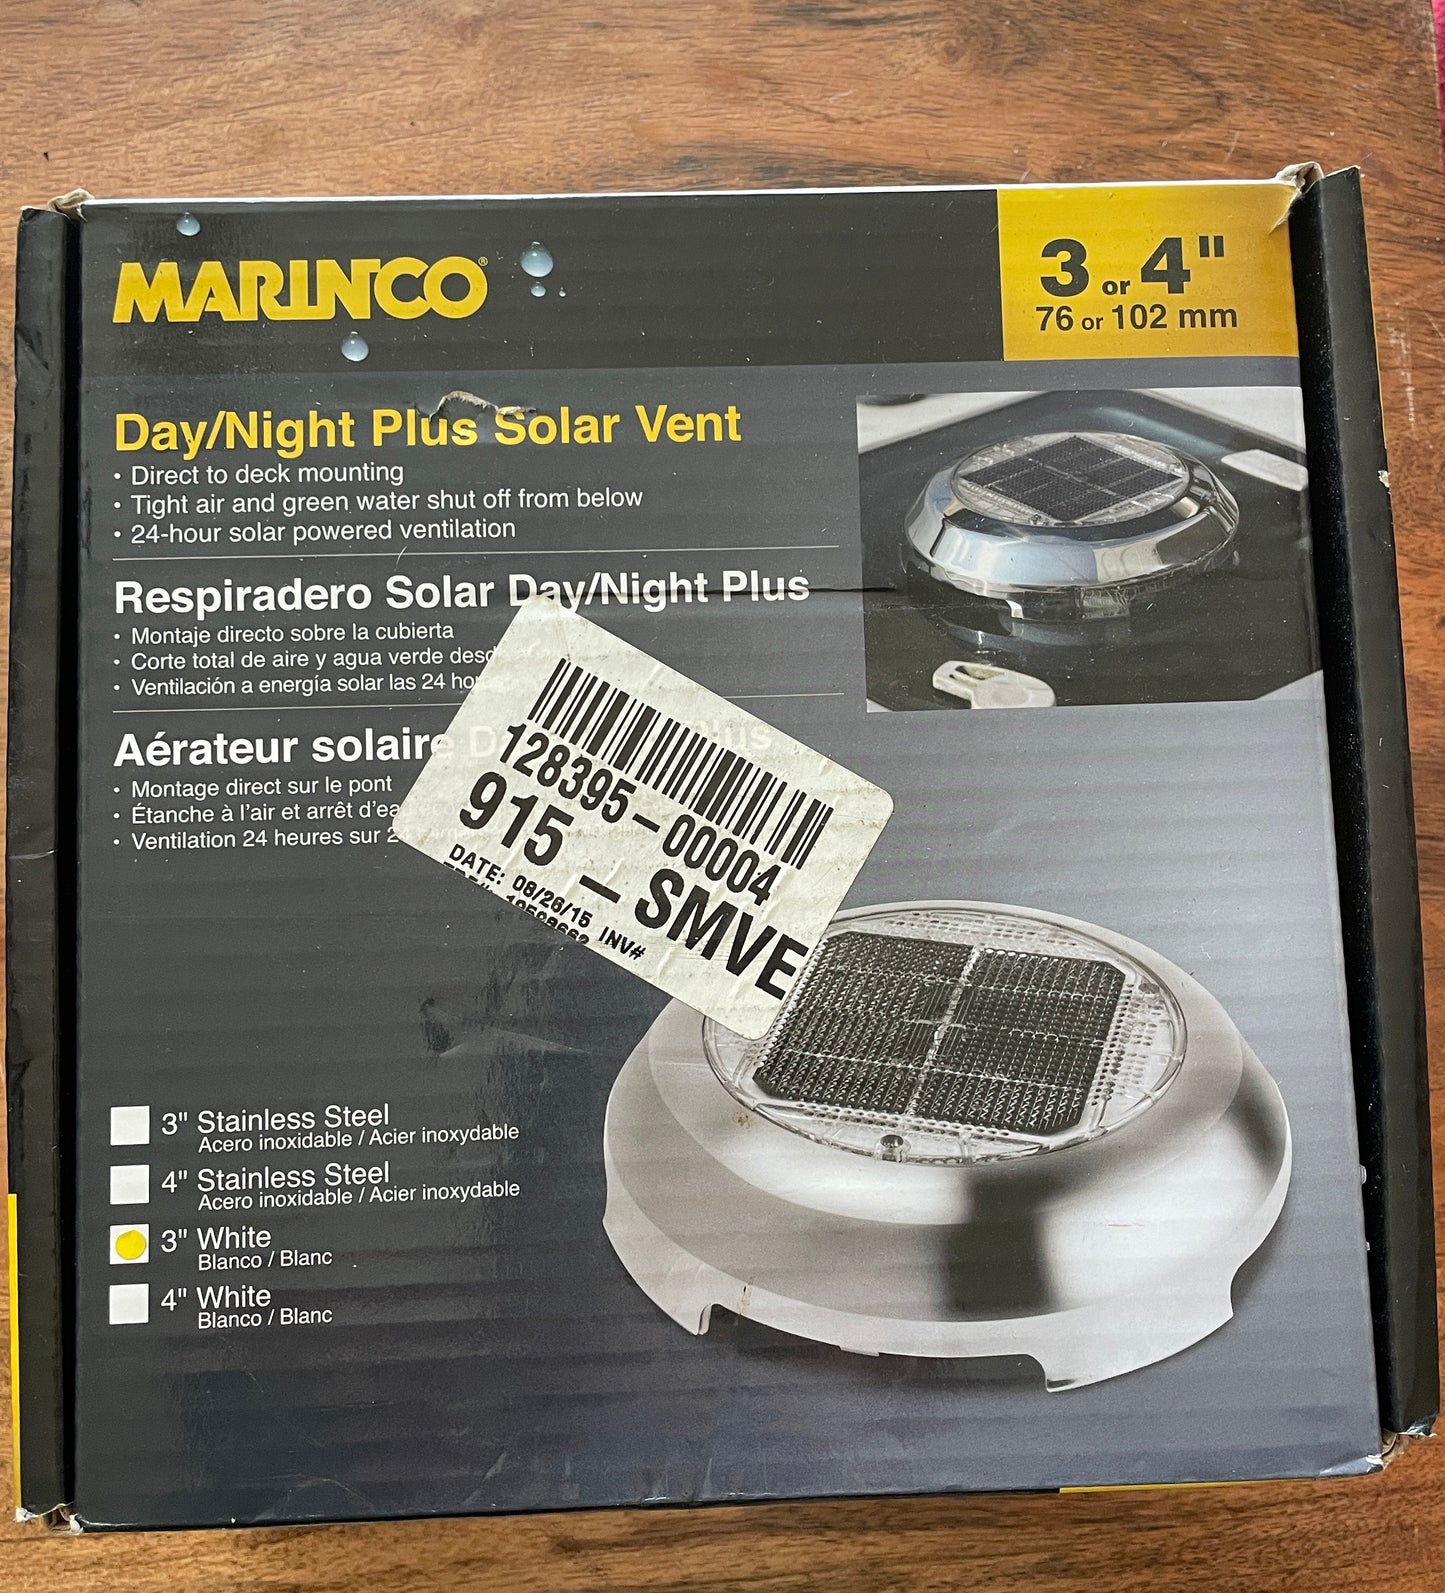 MARINCO®
3 or 4"
76 or 102 mm
Day/Night Plus Solar Vent
• Direct to deck mounting
• Tight air and green water shut off from below
• 24-hour solar powered ventilation
Respiradero Solar Day/Night Plus
• Montaje directo sobre la cubierta
• Corte total de aire y agua verde
• Ventilación a energía solar las 24
Aérateur solaire
• Montage direct sur le pont
• Étanche à l'air et arrêt
• Ventilation 24 heures sur
128395-00004
915 - SMVE
DATE: 08/26/15 INV#
3" Stainless Steel
Acero inoxidable / Acier inoxydable
4" Stainless Steel
Acero inoxidable / Acier inoxydable
3" White
Blanco / Blanc
4" White
Blanco / Blanc